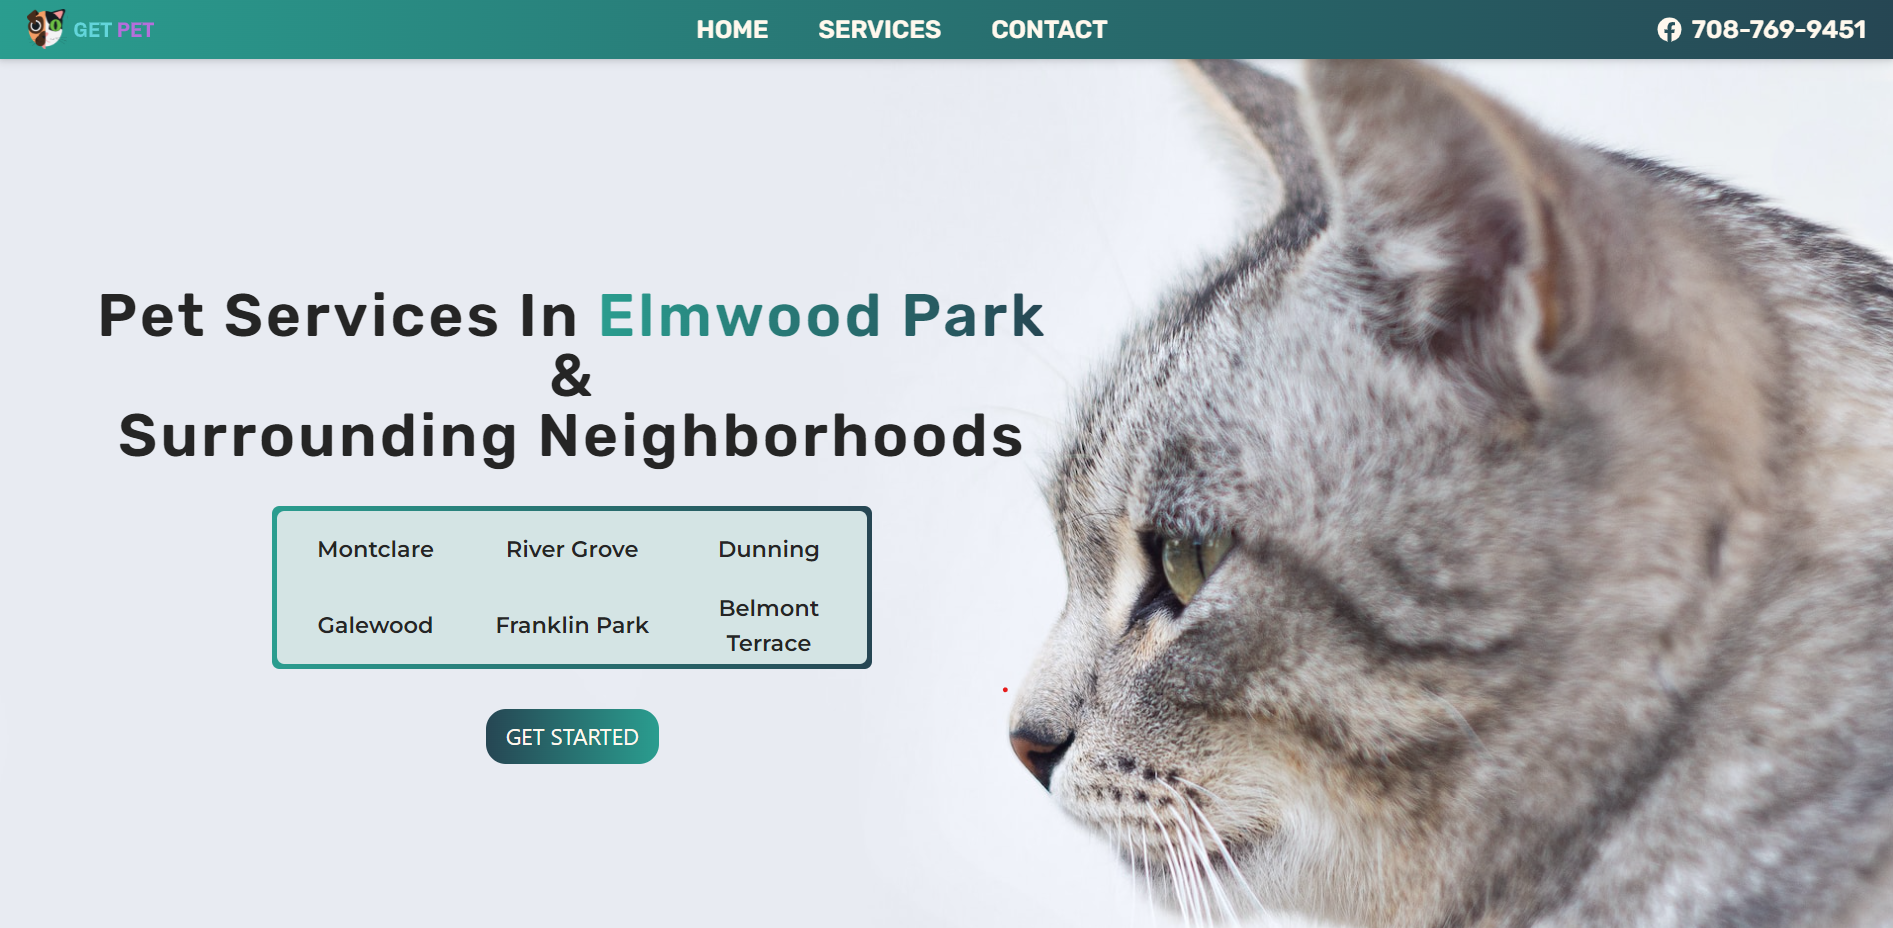 GET PET
HOME
SERVICES
CONTACT
708-769-9451
Pet Services In Elmwood Park
&
Surrounding Neighborhoods
Montclare
River Grove
Dunning
Galewood
Franklin Park
Belmont
Terrace
GET STARTED